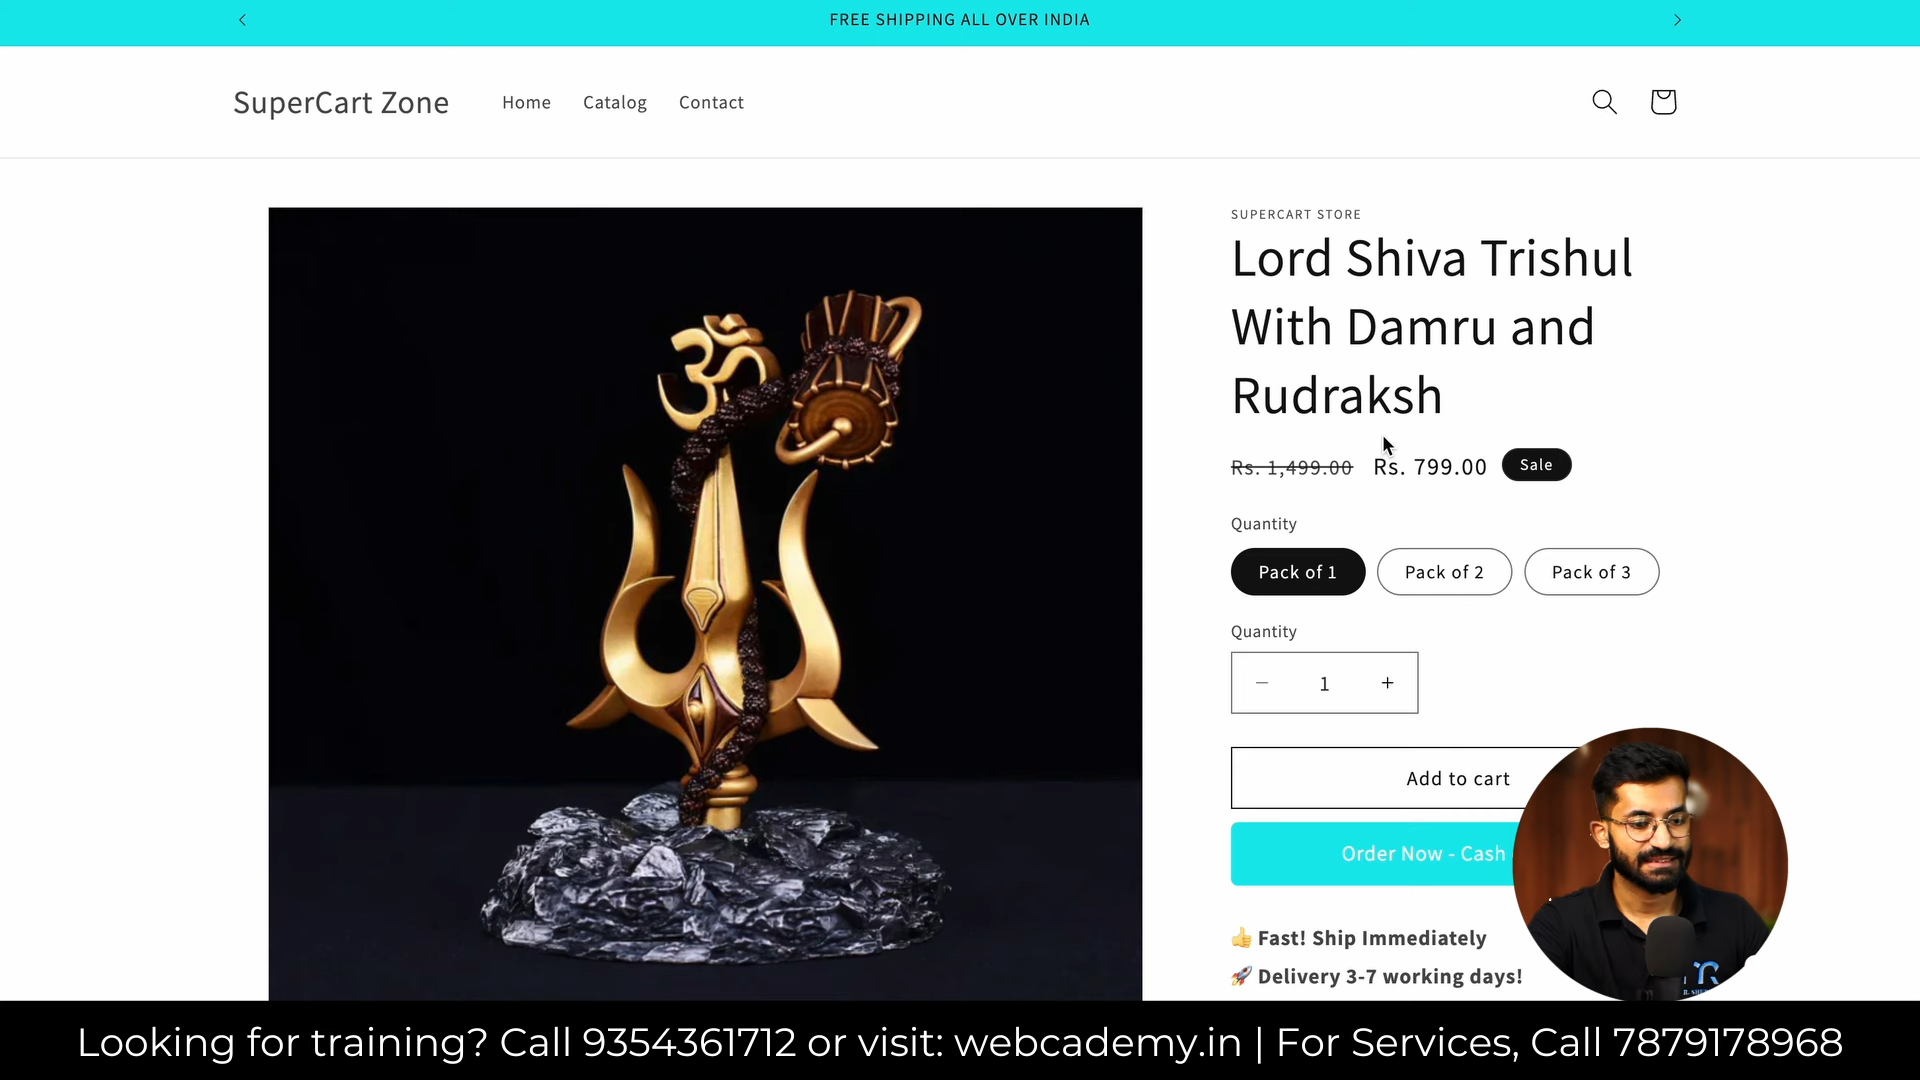 FREE SHIPPING ALL OVER INDIA
SuperCart Zone
Home
Catalog
Contact
SUPERCART STORE
Lord Shiva Trishul
With Damru and
Rudraksh
Rs. 1,499.00 Rs. 799.00 Sale
Quantity
Pack of 1
Pack of 2
Pack of 3
Quantity
1
Add to cart
Order Now - Cash
👍 Fast! Ship Immediately
🚀 Delivery 3-7 working days!
ॐ
Looking for training? Call 9354361712 or visit: webcademy.in | For Services, Call 7879178968